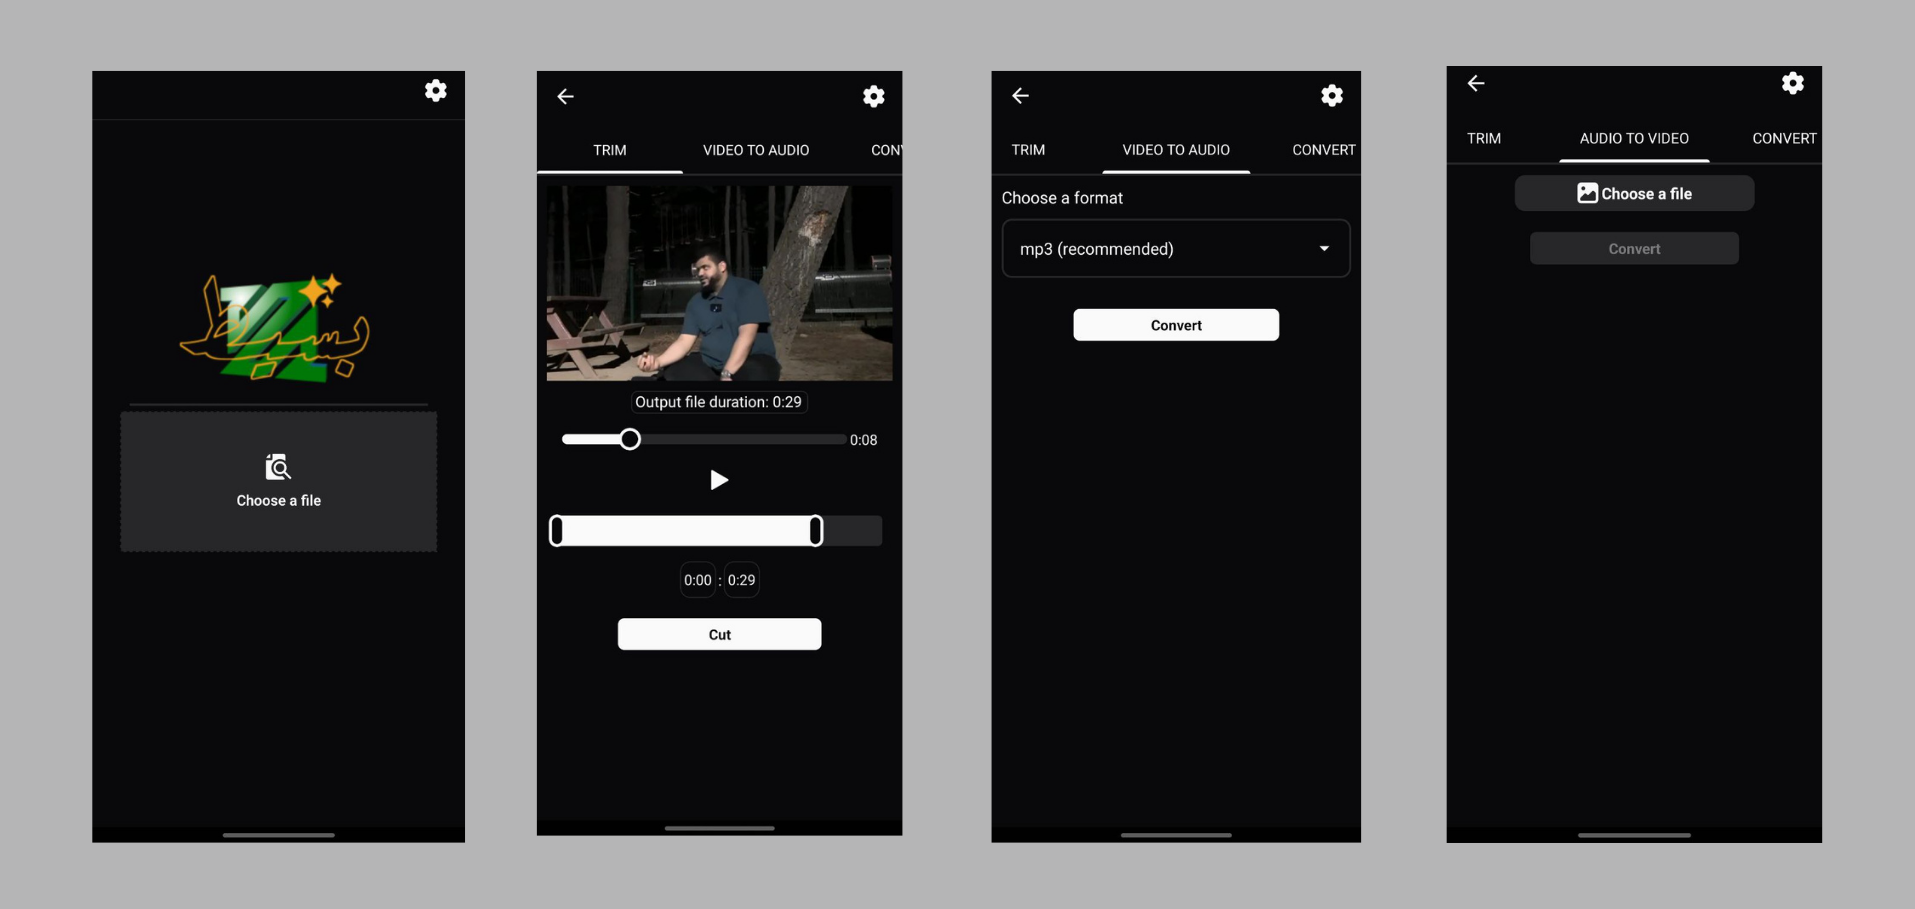 بسيط
Choose a file
TRIM VIDEO TO AUDIO CON
Output file duration: 0:29
0:08
0:00 : 0:29
Cut
TRIM VIDEO TO AUDIO CONVERT
Choose a format
mp3 (recommended)
Convert
TRIM AUDIO TO VIDEO CONVERT
Choose a file
Convert